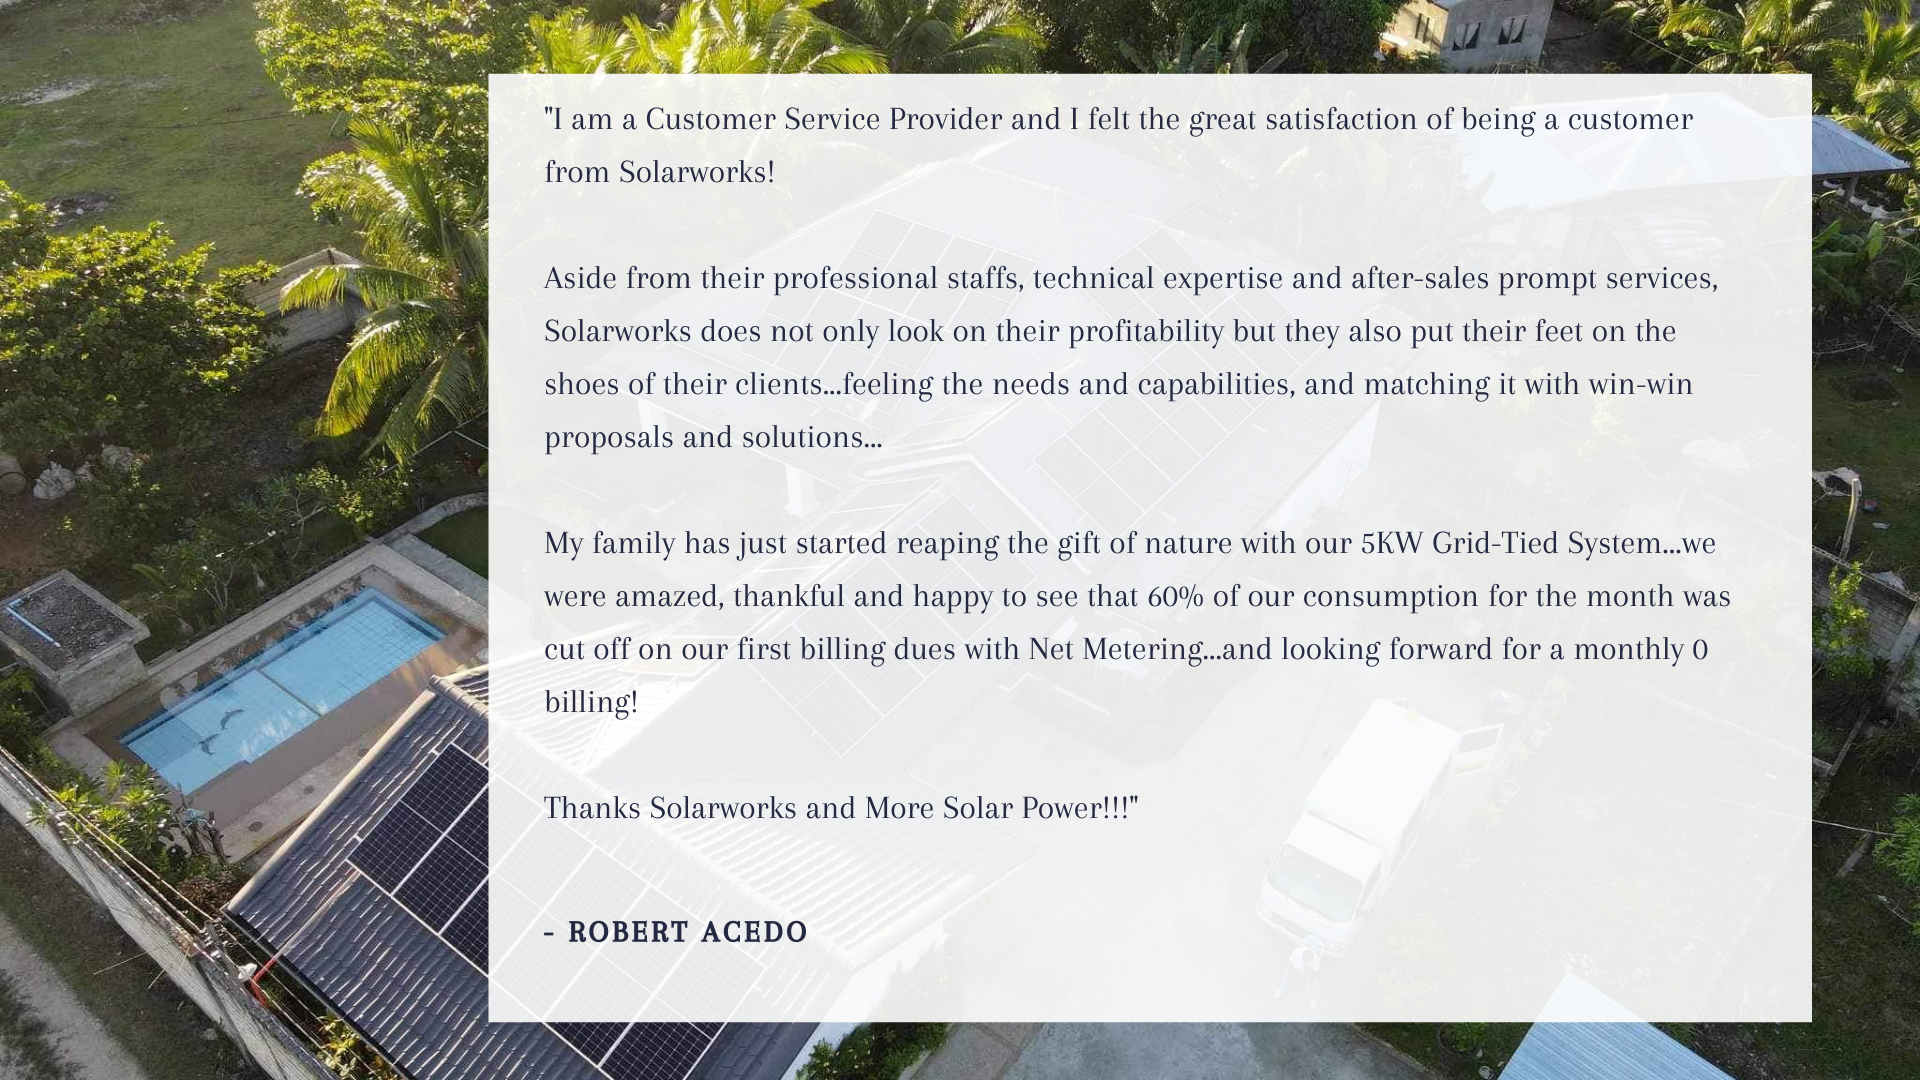 "I am a Customer Service Provider and I felt the great satisfaction of being a customer
from Solarworks!
Aside from their professional staffs, technical expertise and after-sales prompt services,
Solarworks does not only look on their profitability but they also put their feet on the
shoes of their clients...feeling the needs and capabilities, and matching it with win-win
proposals and solutions...
My family has just started reaping the gift of nature with our 5KW Grid-Tied System...we
were amazed, thankful and happy to see that 60% of our consumption for the month was
cut off on our first billing dues with Net Metering...and looking forward for a monthly 0
billing!
Thanks Solarworks and More Solar Power!!!"
- ROBERT ACEDO